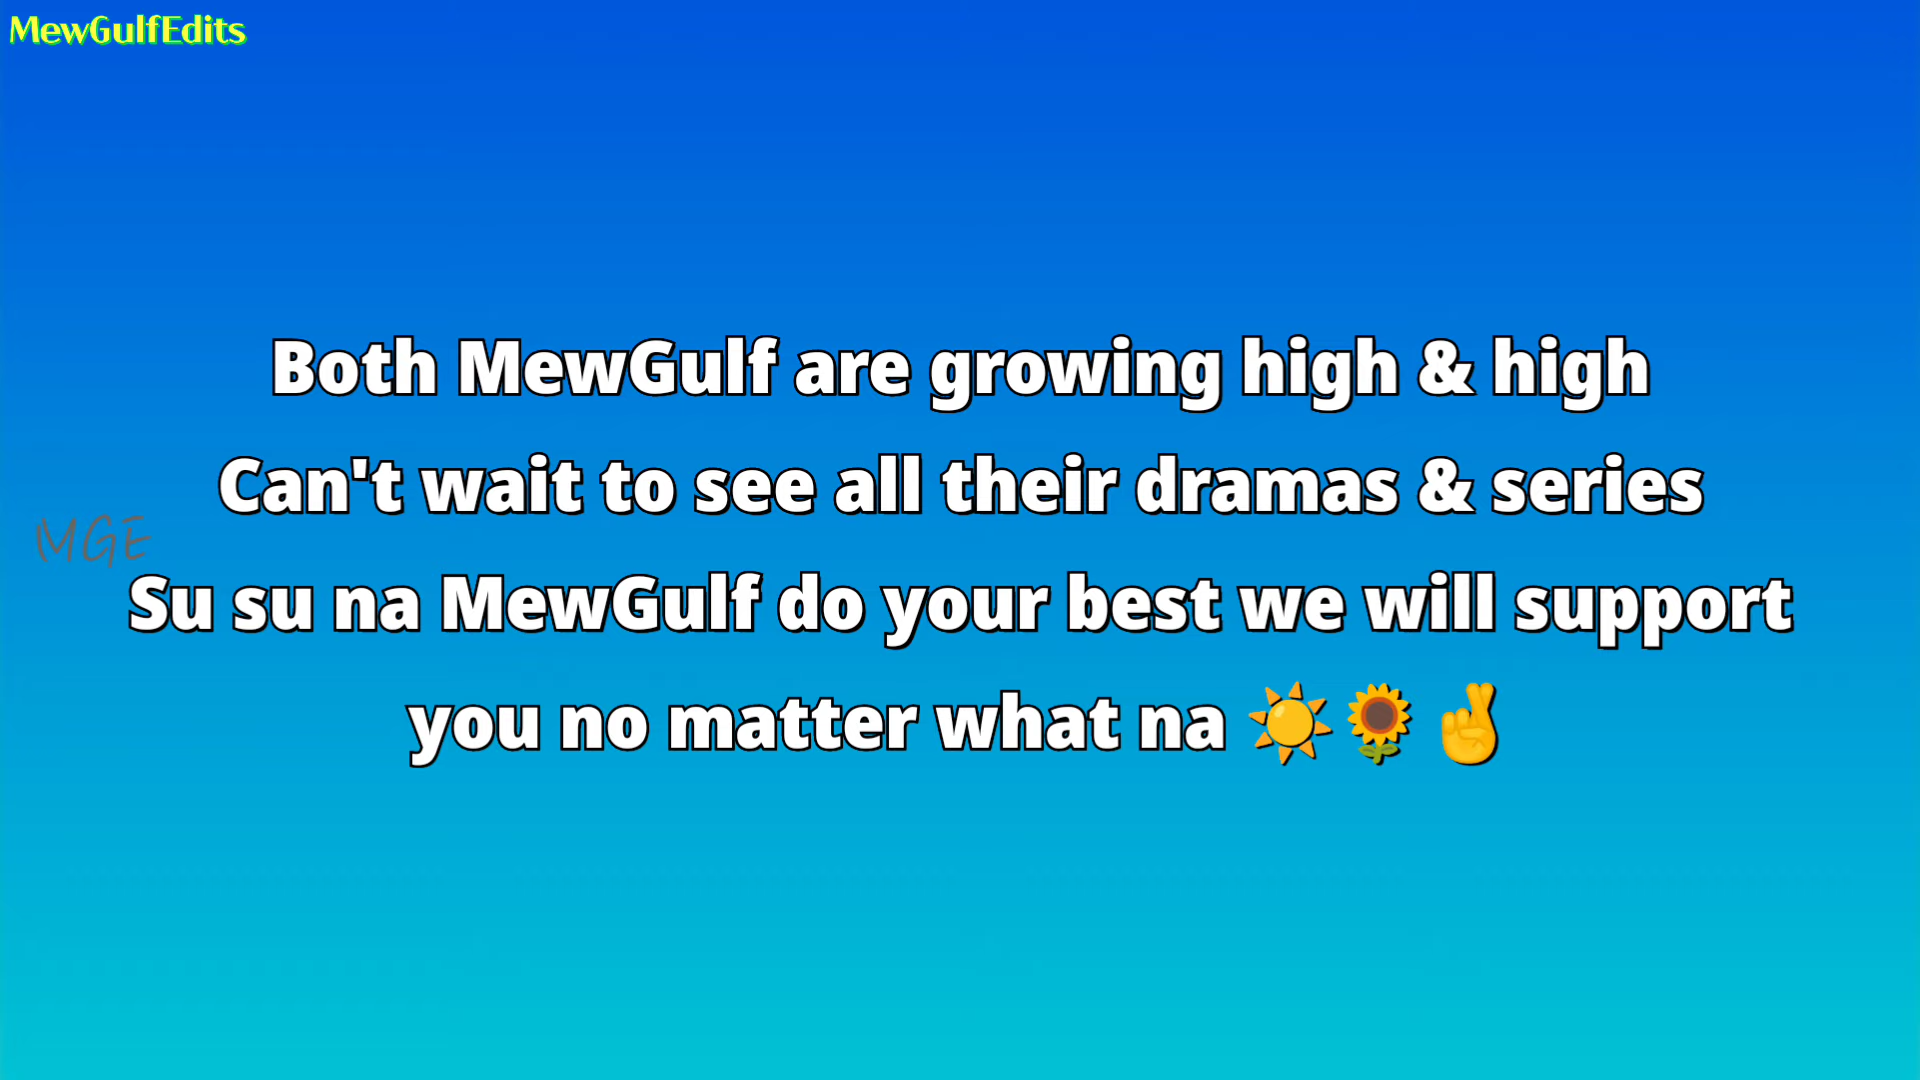 MewGulfEdits
Both MewGulf are growing high & high
Can't wait to see all their dramas & series
MGE
Su su na MewGulf do your best we will support
you no matter what na ☀️🌻🤞